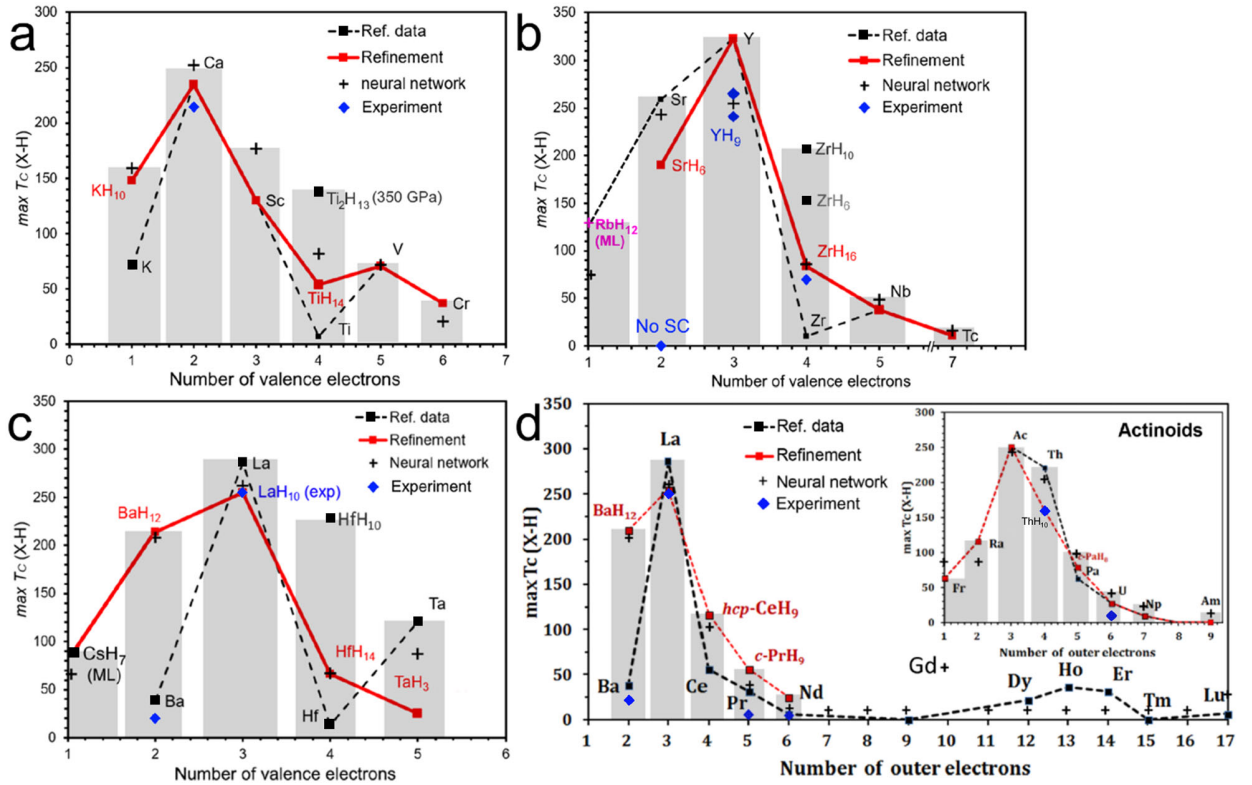 a
max Tc (X-H)
300
250
200
150
100
50
0
0 1 2 3 4 5 6 7
Number of valence electrons
Ref. data
Refinement
neural network
Experiment
Ca
KH10
K
Sc
Ti2H13 (350 GPa)
TiH14
Ti
V
Cr
b
max Tc (X-H)
350
300
250
200
150
100
50
0
1 2 3 4 5 7
Number of valence electrons
Ref. data
Refinement
Neural network
Experiment
Y
Sr
YH9
SrH6
ZrH10
ZrH6
RbH12
(ML)
ZrH16
No SC
Zr
Nb
Tc
c
max Tc (X-H)
350
300
250
200
150
100
50
0
1 2 3 4 5 6
Number of valence electrons
Ref. data
Refinement
Neural network
Experiment
La
LaH10 (exp)
BaH12
HfH10
Ta
CsH7
(ML)
Ba
HfH14
Hf
TaH3
d
max Tc (X-H)
350
300
250
200
150
100
50
0
1 2 3 4 5 6 7 8 9 10 11 12 13 14 15 16 17
Number of outer electrons
Ref. data
Refinement
Neural network
Experiment
La
BaH12
hcp-CeH9
c-PrH9
Ba
Ce
Pr
Nd
Gd
Dy
Ho
Er
Tm
Lu
Actinoids
max Tc (X-H)
300
250
200
150
100
50
0
1 2 3 4 5 6 7 8 9
Number of outer electrons
Ac
Th
ThH10
Ra
Fr
Pa
U
Np
Am